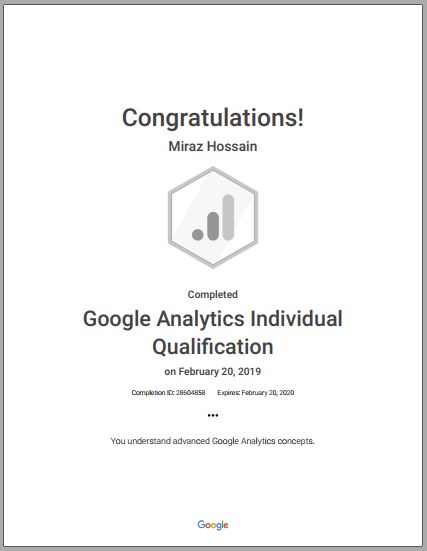 Congratulations!
Miraz Hossain
Completed
Google Analytics Individual
Qualification
on February 20, 2019
Completion ID: 28604858 Expires: February 20, 2020
•••
You understand advanced Google Analytics concepts.
Google